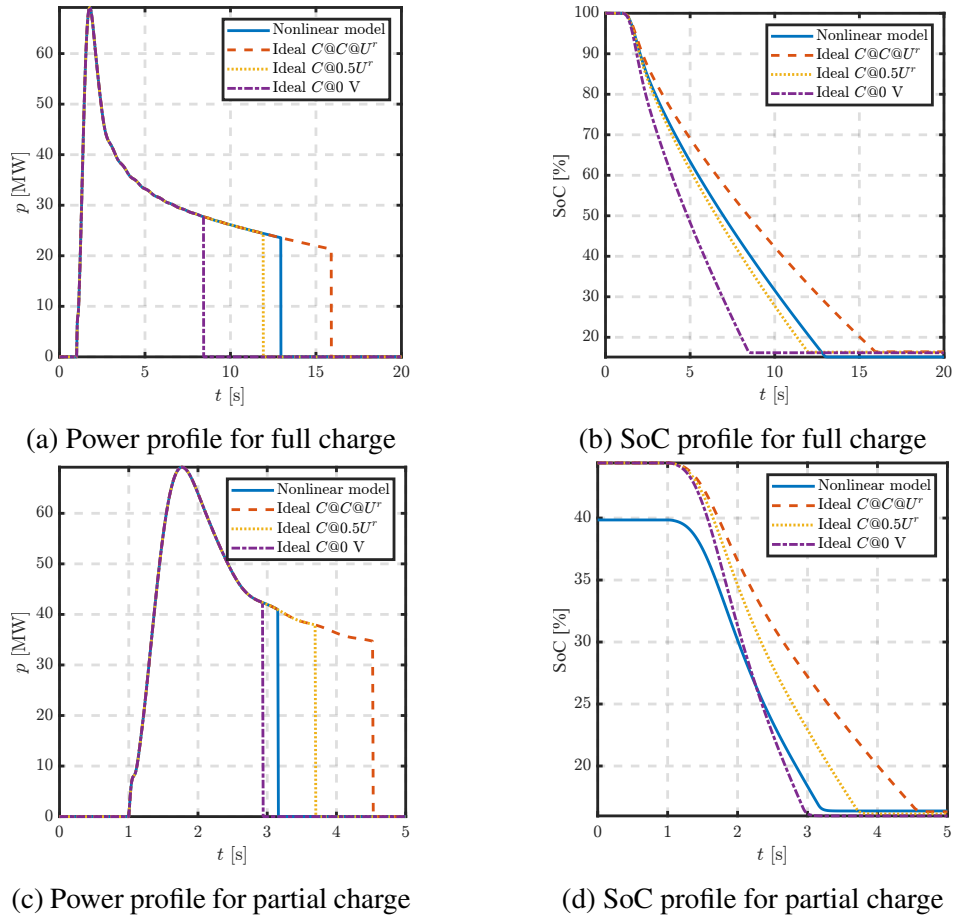 60
50
40
30
20
10
0
p [MW]
0 5 10 15 20
t [s]
Nonlinear model
Ideal C@C@U^r
Ideal C@0.5U^r
Ideal C@0 V
(a) Power profile for full charge
100
90
80
70
60
50
40
30
20
SoC [%]
0 5 10 15 20
t [s]
Nonlinear model
Ideal C@C@U^r
Ideal C@0.5U^r
Ideal C@0 V
(b) SoC profile for full charge
60
50
40
30
20
10
0
p [MW]
0 1 2 3 4 5
t [s]
Nonlinear model
Ideal C@C@U^r
Ideal C@0.5U^r
Ideal C@0 V
(c) Power profile for partial charge
40
35
30
25
20
SoC [%]
0 1 2 3 4 5
t [s]
Nonlinear model
Ideal C@C@U^r
Ideal C@0.5U^r
Ideal C@0 V
(d) SoC profile for partial charge